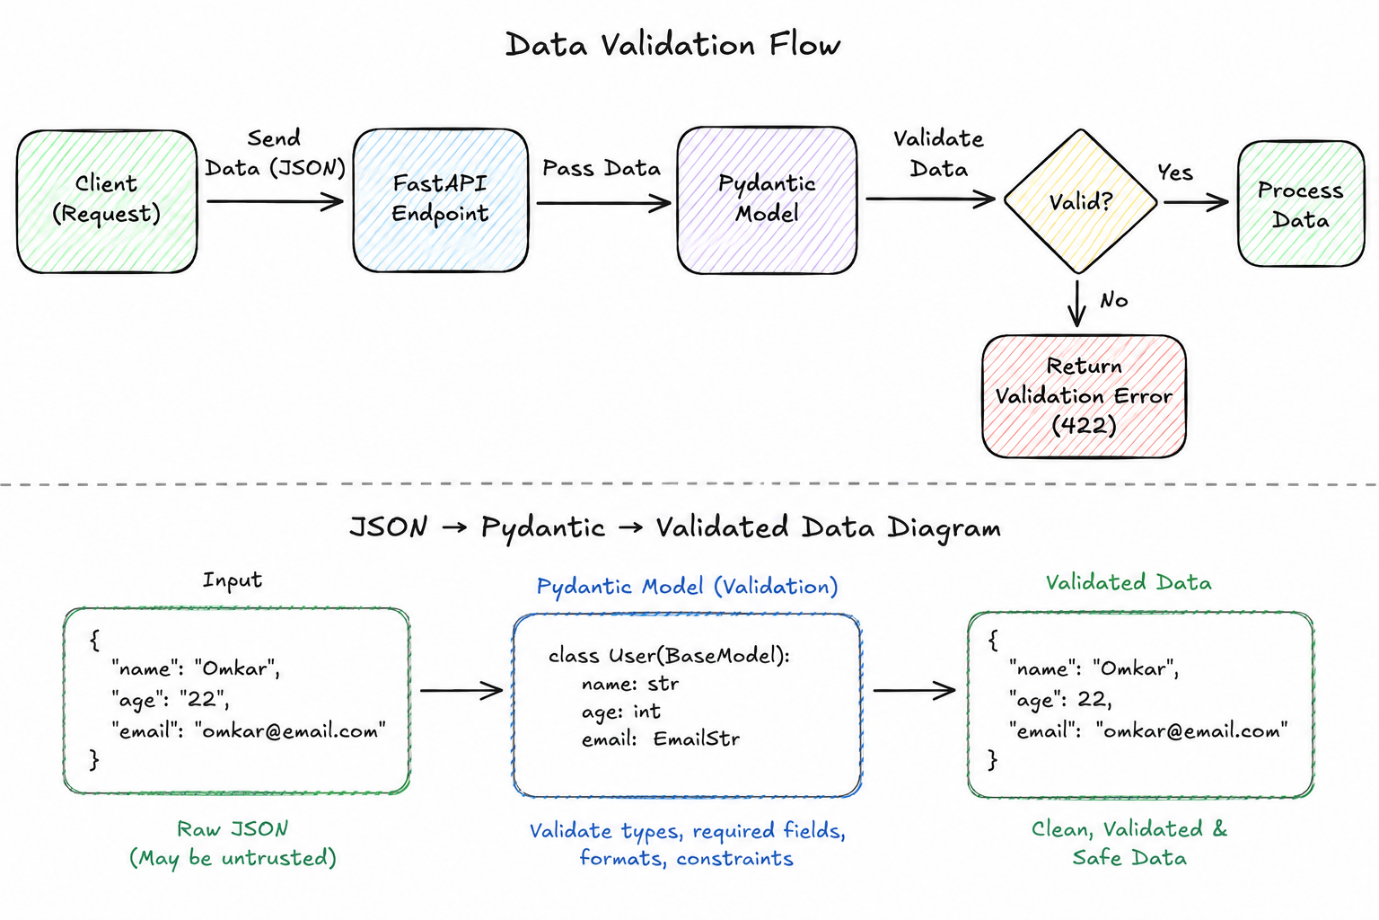 Data Validation Flow
Client
(Request)
Send
Data (JSON)
FastAPI
Endpoint
Pass Data
Pydantic
Model
Validate
Data
Valid?
Yes
Process
Data
No
Return
Validation Error
(422)
JSON → Pydantic → Validated Data Diagram
Input
{
"name": "Omkar",
"age": "22",
"email": "omkar@email.com"
}
Raw JSON
(May be untrusted)
Pydantic Model (Validation)
class User(BaseModel):
name: str
age: int
email: EmailStr
Validate types, required fields,
formats, constraints
Validated Data
{
"name": "Omkar",
"age": 22,
"email": "omkar@email.com"
}
Clean, Validated &
Safe Data